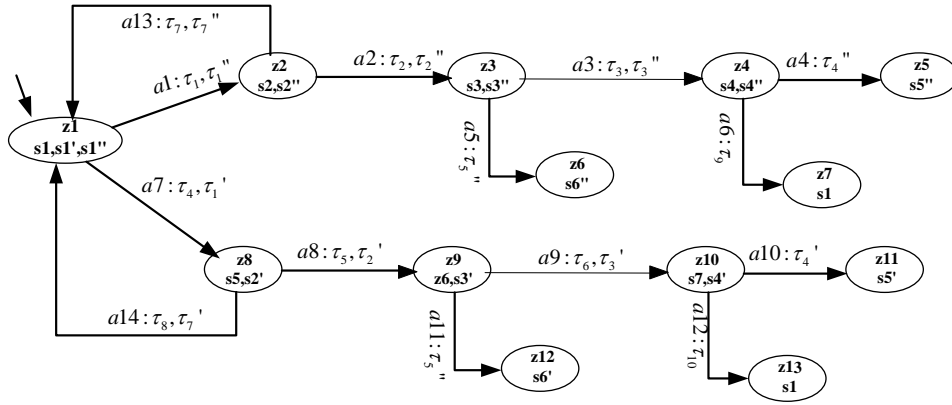 a13:τ₇,τ₇"
a1:τ₁,τ₁"
z2
s2,s2"
a2:τ₂,τ₂"
z3
s3,s3"
a3:τ₃,τ₃"
z4
s4,s4"
a4:τ₄"
z5
s5"
z1
s1,s1',s1"
a5:τ₅"
z6
s6"
a6:τ₉
z7
s1
a7:τ₄,τ₁'
z8
s5,s2'
a8:τ₅,τ₂'
z9
z6,s3'
a9:τ₆,τ₃'
z10
s7,s4'
a10:τ₄'
z11
s5'
a14:τ₈,τ₇'
a11:τ₅"
z12
s6'
a12:τ₁₀
z13
s1